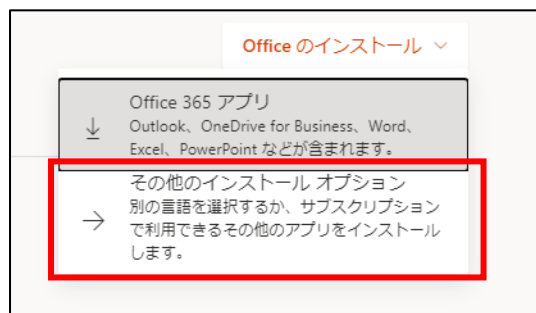 Office のインストール
Office 365 アプリ
Outlook、OneDrive for Business、Word、
Excel、PowerPoint などが含まれます。
その他のインストール オプション
別の言語を選択するか、サブスクリプション
で利用できるその他のアプリをインストール
します。